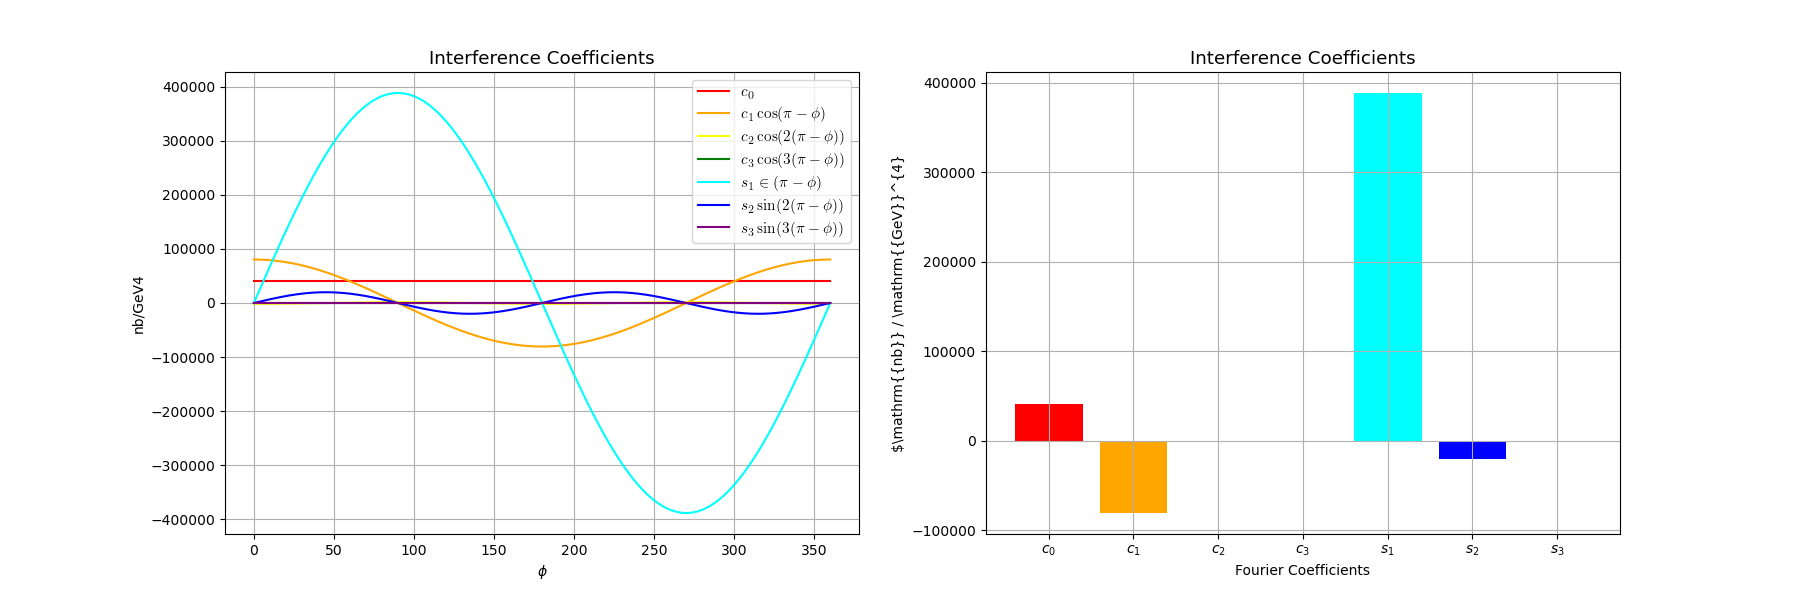 Interference Coefficients
nb/GeV4
400000
300000
200000
100000
0
−100000
−200000
−300000
−400000
c₀
c₁ cos(π − ϕ)
c₂ cos(2(π − ϕ))
c₃ cos(3(π − ϕ))
s₁ ∈ (π − ϕ)
s₂ sin(2(π − ϕ))
s₃ sin(3(π − ϕ))
0 50 100 150 200 250 300 350
ϕ
Interference Coefficients
$\mathrm{{nb}} / \mathrm{{GeV}}^{4}
400000
300000
200000
100000
0
−100000
c₀ c₁ c₂ c₃ s₁ s₂ s₃
Fourier Coefficients